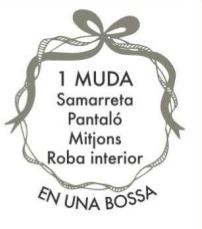 1 MUDA
Samarreta
Pantaló
Mitjons
Roba interior
EN UNA BOSSA